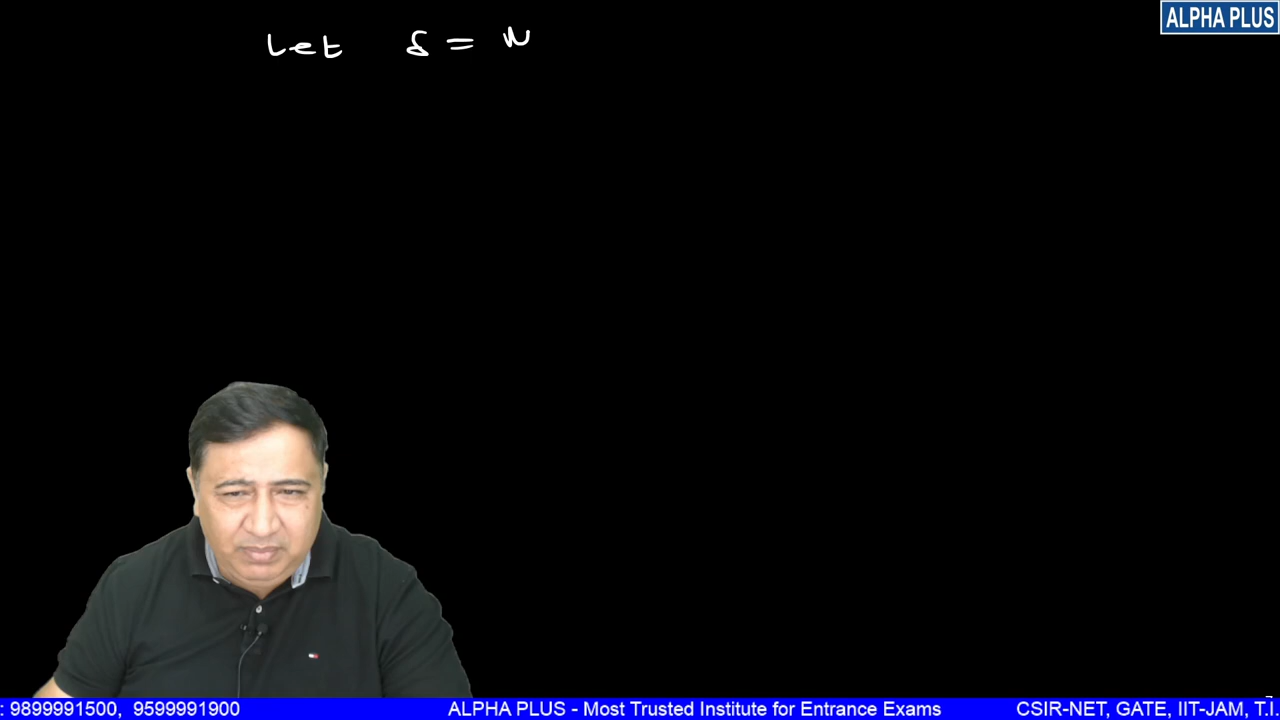 ALPHA PLUS
Let δ =
: 9899991500, 9599991900 ALPHA PLUS - Most Trusted Institute for Entrance Exams CSIR-NET, GATE, IIT-JAM, T.I